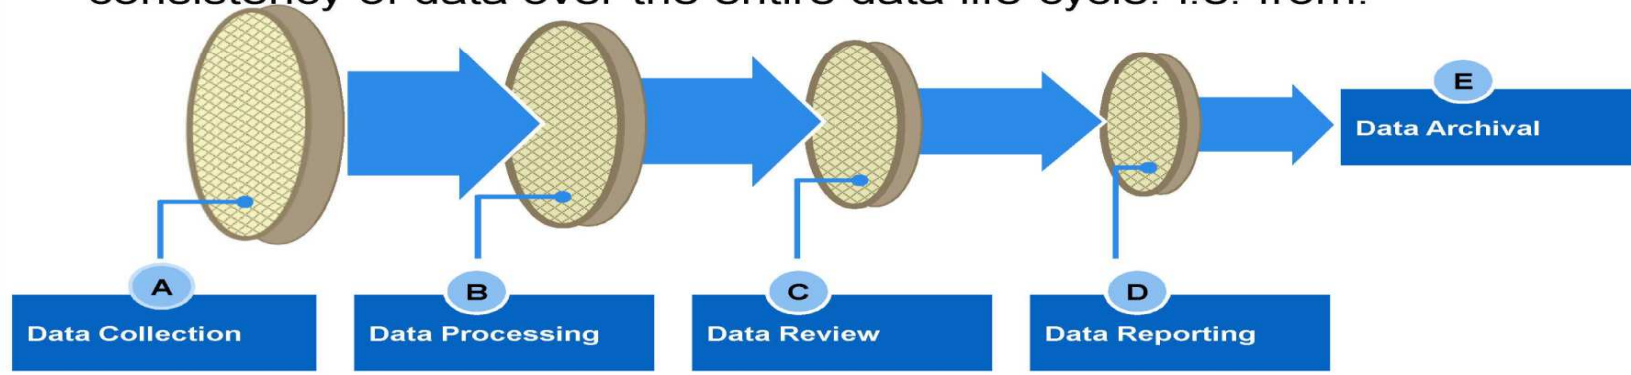 consistency of data over the entire data life cycle. i.e. from:
E
Data Archival
A
B
C
D
Data Collection
Data Processing
Data Review
Data Reporting